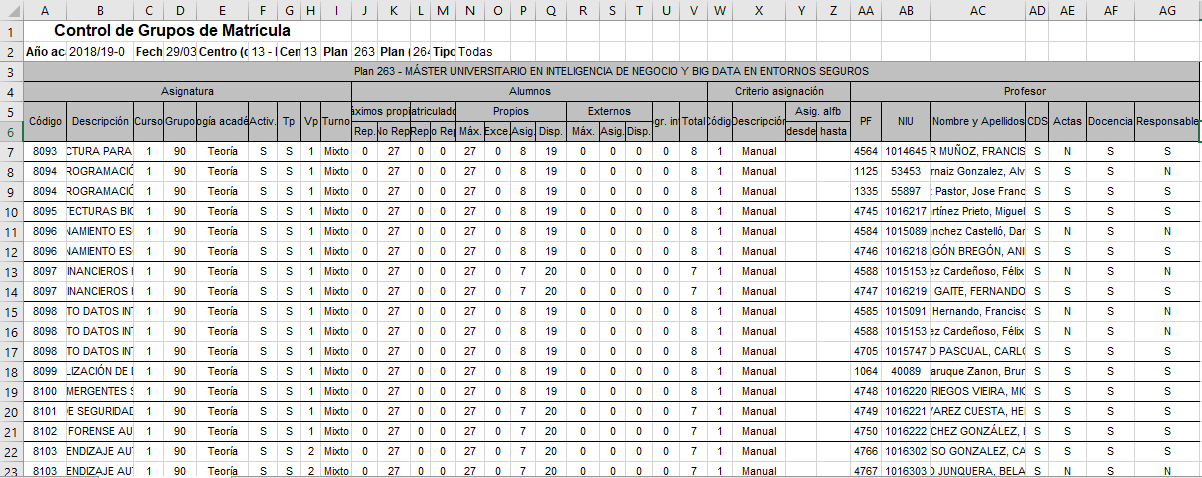 A B C D E F G H I J K L M N O P Q R S T U V W X Y Z AA AB AC AD AE AF AG
1 Control de Grupos de Matrícula
2 Año ac 2018/19-0 Fech 29/03 Centro (c 13 - Cen 13 Plan 263 Plan 264 Tipo Todas
3 Plan 263 - MÁSTER UNIVERSITARIO EN INTELIGENCIA DE NEGOCIO Y BIG DATA EN ENTORNOS SEGUROS
4 Asignatura Alumnos Criterio asignación Profesor
5 Código Descripción Curso Grupo ogía acadé Activ. Tp Vp Turno áximos propi atriculado Propios Externos gr. in Total Códig Descripción Asig. alfb PF NIU Nombre y Apellidos CDS Actas Docencia Responsable
6 Rep. No Rep Rep o Rep Máx. Exce. Asig. Disp. Máx. Asig. Disp. desde hasta
7 8093 CTURA PARA 1 90 Teoría S S 1 Mixto 0 27 0 0 27 0 8 19 0 0 0 0 8 1 Manual 4564 1014645 R MUÑOZ, FRANCIS S N S S
8 8094 ROGRAMACIÓ 1 90 Teoría S S 1 Mixto 0 27 0 0 27 0 8 19 0 0 0 0 8 1 Manual 1125 53453 rnaiz Gonzalez, Alv S S S N
9 8094 ROGRAMACIÓ 1 90 Teoría S S 1 Mixto 0 27 0 0 27 0 8 19 0 0 0 0 8 1 Manual 1335 55897 Pastor, Jose Franc S S S S
10 8095 TECTURAS BIG 1 90 Teoría S S 1 Mixto 0 27 0 0 27 0 8 19 0 0 0 0 8 1 Manual 4745 1016217 rtínez Prieto, Miguel S S S S
11 8096 NAMIENTO ES 1 90 Teoría S S 1 Mixto 0 27 0 0 27 0 8 19 0 0 0 0 8 1 Manual 4584 1015089 nchez Castelló, Dar S N S N
12 8096 NAMIENTO ES 1 90 Teoría S S 1 Mixto 0 27 0 0 27 0 8 19 0 0 0 0 8 1 Manual 4746 1016218 GÓN BREGÓN, ANI S S S S
13 8097 INANCIEROS 1 90 Teoría S S 1 Mixto 0 27 0 0 27 0 7 20 0 0 0 0 7 1 Manual 4588 1015153 ez Cardeñoso, Félix S N S N
14 8097 INANCIEROS 1 90 Teoría S S 1 Mixto 0 27 0 0 27 0 7 20 0 0 0 0 7 1 Manual 4747 1016219 GAITE, FERNANDO S N S S
15 8098 TO DATOS INT 1 90 Teoría S S 1 Mixto 0 27 0 0 27 0 8 19 0 0 0 0 8 1 Manual 4585 1015091 Hernando, Francisc S N S S
16 8098 TO DATOS INT 1 90 Teoría S S 1 Mixto 0 27 0 0 27 0 8 19 0 0 0 0 8 1 Manual 4588 1015153 ez Cardeñoso, Félix S N S N
17 8098 TO DATOS INT 1 90 Teoría S S 1 Mixto 0 27 0 0 27 0 8 19 0 0 0 0 8 1 Manual 4705 1015747 O PASCUAL, CARL S S S S
18 8099 LIZACIÓN DE 1 90 Teoría S S 1 Mixto 0 27 0 0 27 0 8 19 0 0 0 0 8 1 Manual 1064 40089 aruque Zanon, Brun S S S S
19 8100 MERGENTES S 1 90 Teoría S S 1 Mixto 0 27 0 0 27 0 8 19 0 0 0 0 8 1 Manual 4748 1016220 RIEGOS VIEIRA, MIG S S S S
20 8101 DE SEGURIDAD 1 90 Teoría S S 1 Mixto 0 27 0 0 27 0 7 20 0 0 0 0 7 1 Manual 4749 1016221 VAREZ CUESTA, HE S S S S
21 8102 FORENSE AU 1 90 Teoría S S 1 Mixto 0 27 0 0 27 0 7 20 0 0 0 0 7 1 Manual 4750 1016222 CHEZ GONZÁLEZ, S S S S
22 8103 ENDIZAJE AU 1 90 Teoría S S 2 Mixto 0 27 0 0 27 0 7 20 0 0 0 0 7 1 Manual 4766 1016302 SO GONZALEZ, CA S S S S
23 8103 ENDIZAJE AU 1 90 Teoría S S 2 Mixto 0 27 0 0 27 0 7 20 0 0 0 0 7 1 Manual 4767 1016303 O JUNQUERA, BELA S N S N